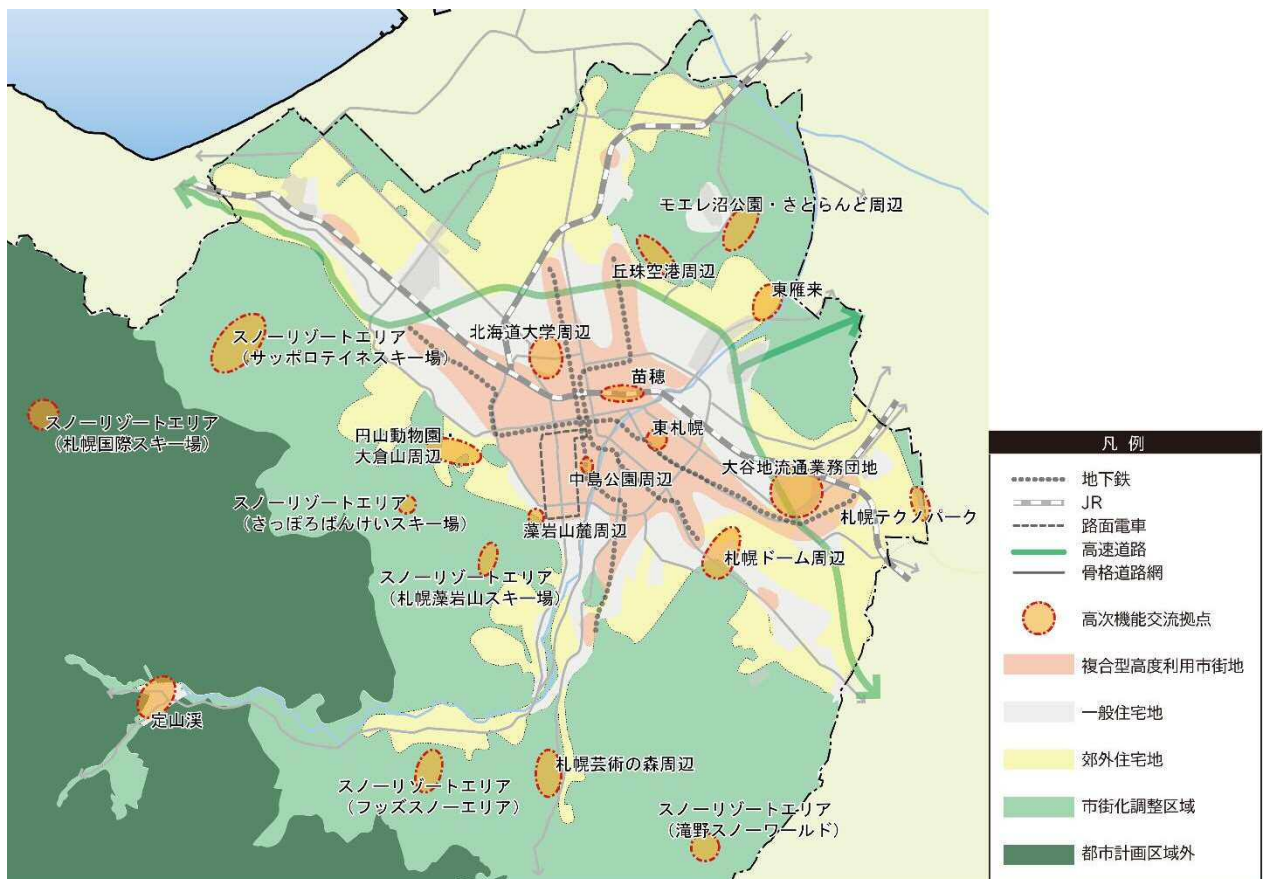 モエレ沼公園・さとらんど周辺
丘珠空港周辺
東雁来
北海道大学周辺
スノーリゾートエリア
（サッポロテイネスキー場）
苗穂
スノーリゾートエリア
（札幌国際スキー場）
東札幌
円山動物園・
大倉山周辺
大谷地流通業務団地
中島公園周辺
スノーリゾートエリア
（さっぽろばんけいスキー場）
札幌テクノパーク
藻岩山麓周辺
札幌ドーム周辺
スノーリゾートエリア
（札幌藻岩山スキー場）
定山渓
札幌芸術の森周辺
スノーリゾートエリア
（フッズスノーエリア）
スノーリゾートエリア
（滝野スノーワールド）
凡 例
地下鉄
JR
路面電車
高速道路
骨格道路網
高次機能交流拠点
複合型高度利用市街地
一般住宅地
郊外住宅地
市街化調整区域
都市計画区域外